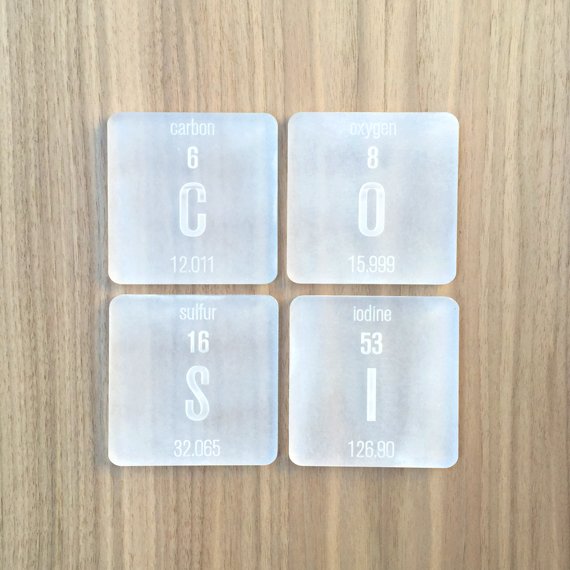 carbon
6
C
12.011
oxygen
8
O
15.999
sulfur
16
S
32.065
iodine
53
I
126.90